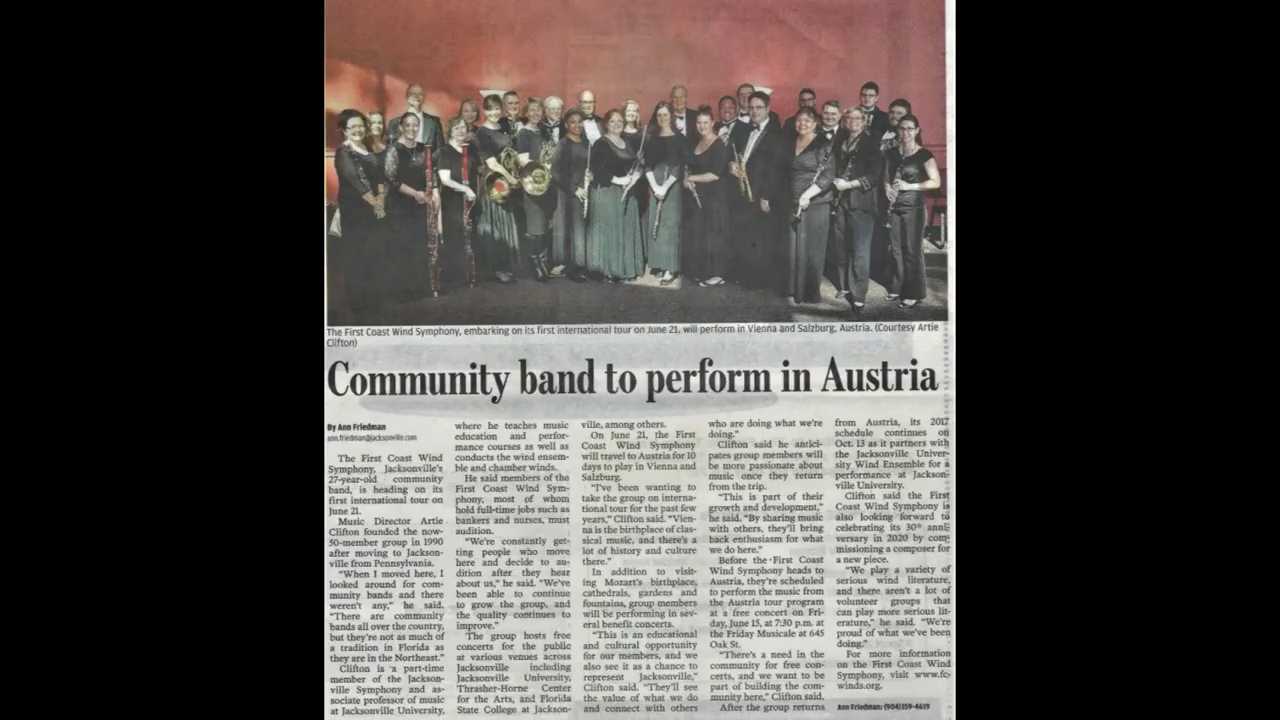 The First Coast Wind Symphony, embarking on its first international tour on June 21, will perform in Vienna and Salzburg, Austria. (Courtesy Artie
Clifton)
Community band to perform in Austria
By Ann Friedman
ann.friedman@jacksonville.com
The First Coast Wind
Symphony, Jacksonville's
27-year-old community
band, is heading on its
first international tour on
June 21.
Music Director Artie
Clifton founded the now-
50-member group in 1990
after moving to Jackson-
ville from Pennsylvania.
"When I moved here, I
looked around for com-
munity bands and there
weren't any," he said.
"There are community
bands all over the country,
but they're not as much of
a tradition in Florida as
they are in the Northeast."
Clifton is a part-time
member of the Jackson-
ville Symphony and as-
sociate professor of music
at Jacksonville University,
where he teaches music
education and perfor-
mance courses as well as
conducts the wind ensem-
ble and chamber winds.
He said members of the
First Coast Wind Sym-
phony, most of whom
hold full-time jobs such as
bankers and nurses, must
audition.
"We're constantly get-
ting people who move
here and decide to au-
dition after they hear
about us," he said. "We've
been able to continue
to grow the group, and
the quality continues to
improve."
The group hosts free
concerts for the public
at various venues across
Jacksonville including
Jacksonville University,
Thrasher-Horne Center
for the Arts, and Florida
State College at Jackson-
ville, among others.
On June 21, the First
Coast Wind Symphony
will travel to Austria for 10
days to play in Vienna and
Salzburg.
"I've been wanting to
take the group on interna-
tional tour for the past few
years," Clifton said. "Vien-
na is the birthplace of clas-
sical music, and there's a
lot of history and culture
there."
In addition to visit-
ing Mozart's birthplace,
cathedrals, gardens and
fountains, group members
will be performing in sev-
eral benefit concerts.
"This is an educational
and cultural opportunity
for our members, and we
also see it as a chance to
represent Jacksonville,"
Clifton said. "They'll see
the value of what we do
and connect with others
who are doing what we're
doing."
Clifton said he antici-
pates group members will
be more passionate about
music once they return
from the trip.
"This is part of their
growth and development,"
he said. "By sharing music
with others, they'll bring
back enthusiasm for what
we do here."
Before the First Coast
Wind Symphony heads to
Austria, they're scheduled
to perform the music from
the Austria tour program
at a free concert on Fri-
day, June 15, at 7:30 p.m. at
the Friday Musicale at 645
Oak St.
"There's a need in the
community for free con-
certs, and we want to be
part of building the com-
munity here," Clifton said.
After the group returns
from Austria, its 2017
schedule continues on
Oct. 13 as it partners with
the Jacksonville Univer-
sity Wind Ensemble for a
performance at Jackson-
ville University.
Clifton said the First
Coast Wind Symphony is
also looking forward to
celebrating its 30th anni-
versary in 2020 by com-
missioning a composer for
a new piece.
"We play a variety of
serious wind literature,
and there aren't a lot of
volunteer groups that
can play more serious lit-
erature," he said. "We're
proud of what we've been
doing."
For more information
on the First Coast Wind
Symphony, visit www.fc-
winds.org.
Ann Friedman: (904)359-4619